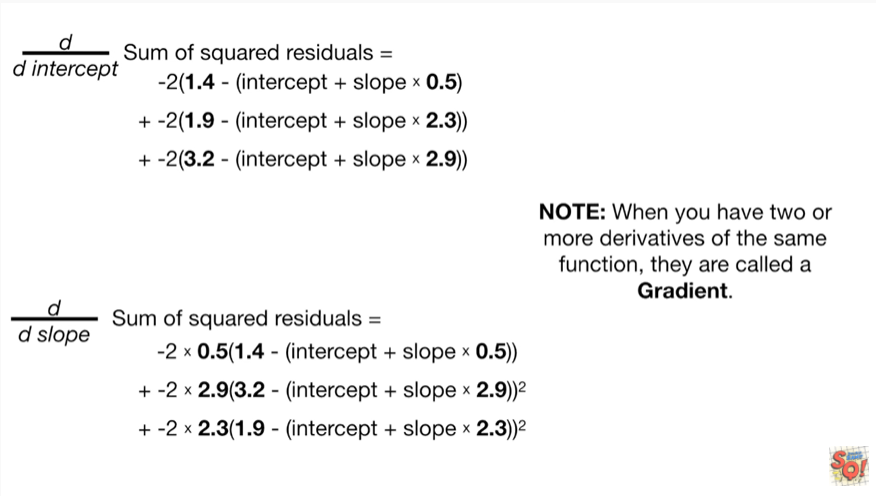 d
d intercept
Sum of squared residuals =
-2(1.4 - (intercept + slope × 0.5)
+ -2(1.9 - (intercept + slope × 2.3))
+ -2(3.2 - (intercept + slope × 2.9))
NOTE: When you have two or
more derivatives of the same
function, they are called a
Gradient.
d
d slope
Sum of squared residuals =
-2 × 0.5(1.4 - (intercept + slope × 0.5))
+ -2 × 2.9(3.2 - (intercept + slope × 2.9))²
+ -2 × 2.3(1.9 - (intercept + slope × 2.3))²
SQ!